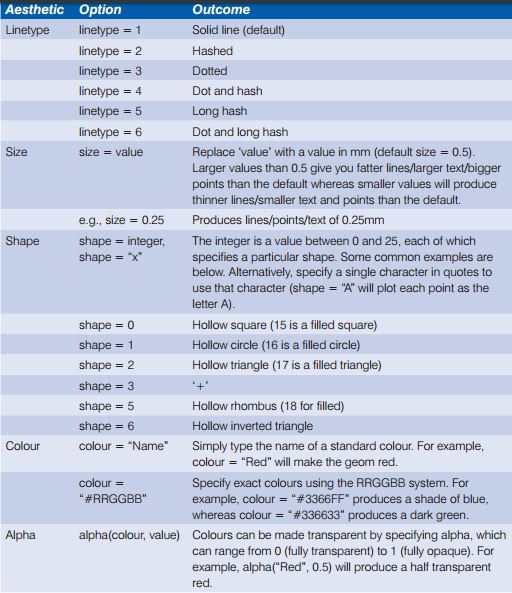 Aesthetic Option Outcome
Linetype linetype = 1 Solid line (default)
linetype = 2 Hashed
linetype = 3 Dotted
linetype = 4 Dot and hash
linetype = 5 Long hash
linetype = 6 Dot and long hash
Size size = value Replace ‘value’ with a value in mm (default size = 0.5).
Larger values than 0.5 give you fatter lines/larger text/bigger
points than the default whereas smaller values will produce
thinner lines/smaller text and points than the default.
e.g., size = 0.25 Produces lines/points/text of 0.25mm
Shape shape = integer, The integer is a value between 0 and 25, each of which
shape = “x” specifies a particular shape. Some common examples are
below. Alternatively, specify a single character in quotes to
use that character (shape = “A” will plot each point as the
letter A).
shape = 0 Hollow square (15 is a filled square)
shape = 1 Hollow circle (16 is a filled circle)
shape = 2 Hollow triangle (17 is a filled triangle)
shape = 3 ‘+’
shape = 5 Hollow rhombus (18 for filled)
shape = 6 Hollow inverted triangle
Colour colour = “Name” Simply type the name of a standard colour. For example,
colour = “Red” will make the geom red.
colour = Specify exact colours using the RRGGBB system. For
“#RRGGBB” example, colour = “#3366FF” produces a shade of blue,
whereas colour = “#336633” produces a dark green.
Alpha alpha(colour, value) Colours can be made transparent by specifying alpha, which
can range from 0 (fully transparent) to 1 (fully opaque). For
example, alpha(“Red”, 0.5) will produce a half transparent
red.